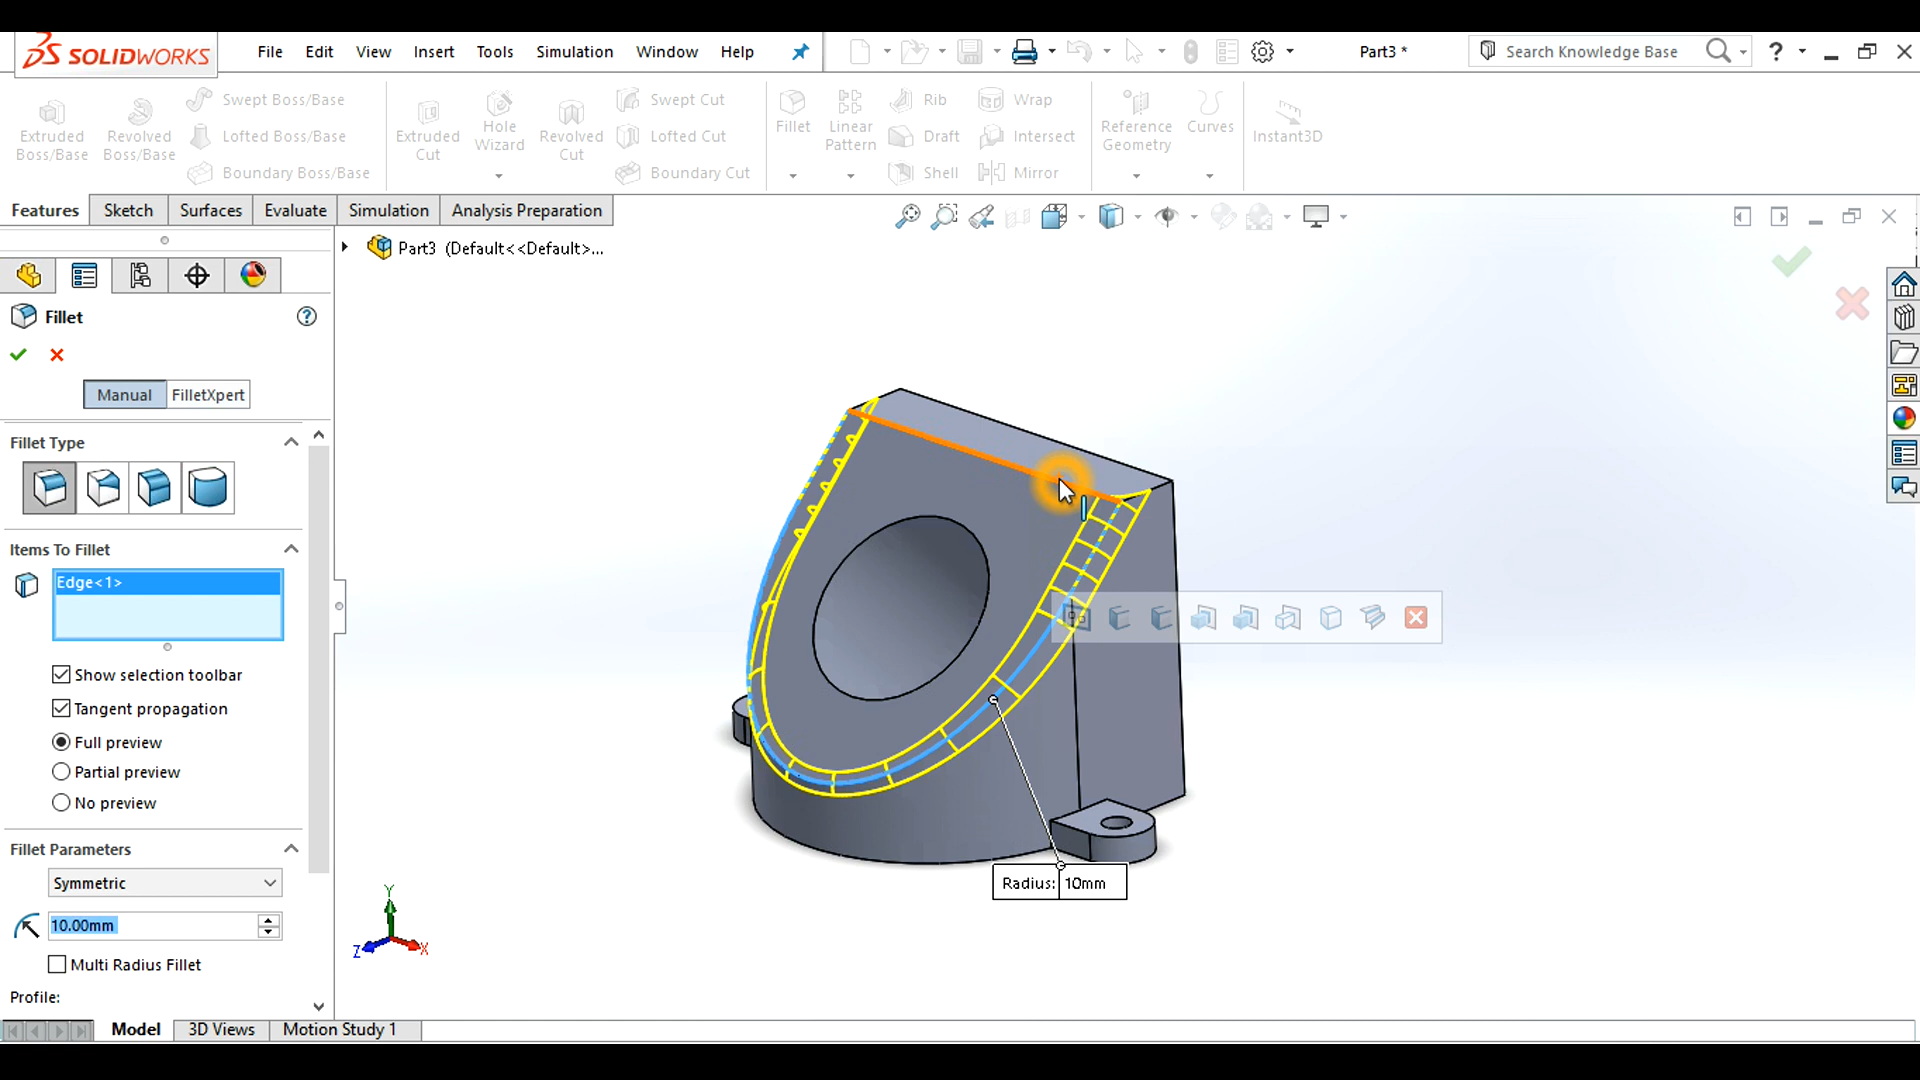 SOLIDWORKS
File Edit View Insert Tools Simulation Window Help
Part3 *
Search Knowledge Base
?
Extruded Boss/Base
Revolved Boss/Base
Swept Boss/Base
Lofted Boss/Base
Boundary Boss/Base
Extruded Cut
Hole Wizard
Revolved Cut
Swept Cut
Lofted Cut
Boundary Cut
Fillet
Linear Pattern
Rib
Draft
Shell
Wrap
Intersect
Mirror
Reference Geometry
Curves
Instant3D
Features Sketch Surfaces Evaluate Simulation Analysis Preparation
Part3 (Default<<Default>...
Fillet
?
Manual FilletXpert
Fillet Type
Items To Fillet
Edge<1>
Show selection toolbar
Tangent propagation
Full preview
Partial preview
No preview
Fillet Parameters
Symmetric
10.00mm
Multi Radius Fillet
Profile:
Radius: 10mm
Y
Z
X
Model 3D Views Motion Study 1